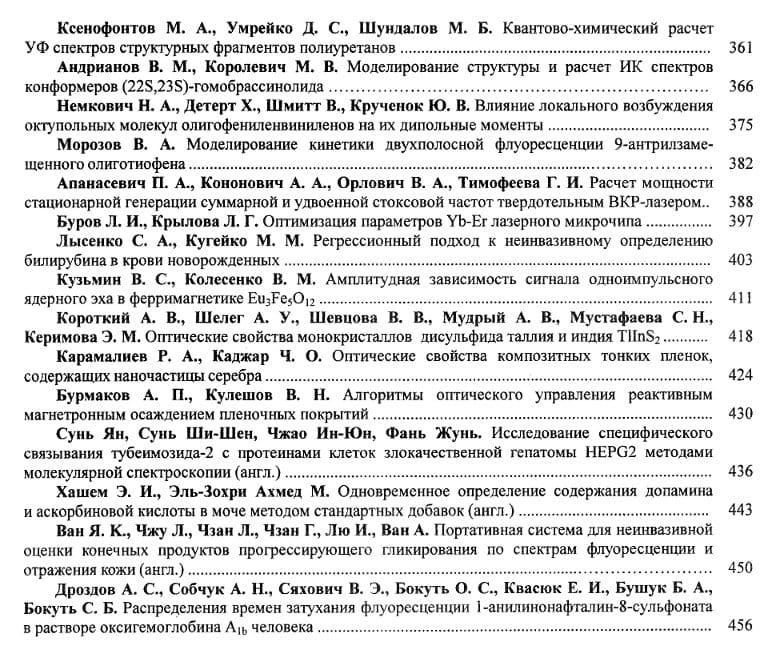 Ксенофонтов М. А., Умрейко Д. С., Шундалов М. Б. Квантово-химический расчет
УФ спектров структурных фрагментов полиуретанов ........ 361
Андрианов В. М., Королевич М. В. Моделирование структуры и расчет ИК спектров
конформеров (22S,23S)-гомобрассинолида ........ 366
Немкович Н. А., Детерт Х., Шмитт В., Крученок Ю. В. Влияние локального возбуждения
октупольных молекул олигофениленвиниленов на их дипольные моменты ........ 375
Морозов В. А. Моделирование кинетики двухполосной флуоресценции 9-антрилзаме-
щенного олиготиофена ........ 382
Апанасевич П. А., Кононович А. А., Орлович В. А., Тимофеева Г. И. Расчет мощности
стационарной генерации суммарной и удвоенной стоксовой частот твердотельным ВКР-лазером.. 388
Буров Л. И., Крылова Л. Г. Оптимизация параметров Yb-Er лазерного микрочипа ........ 397
Лысенко С. А., Кугейко М. М. Регрессионный подход к неинвазивному определению
билирубина в крови новорожденных ........ 403
Кузьмин В. С., Колесенко В. М. Амплитудная зависимость сигнала одноимпульсного
ядерного эха в ферримагнетике Eu₃Fe₅O₁₂ ........ 411
Короткий А. В., Шелег А. У., Шевцова В. В., Мудрый А. В., Мустафаева С. Н.,
Керимова Э. М. Оптические свойства монокристаллов дисульфида таллия и индия TlInS₂ ........ 418
Карамалиев Р. А., Каджар Ч. О. Оптические свойства композитных тонких пленок,
содержащих наночастицы серебра ........ 424
Бурмаков А. П., Кулешов В. Н. Алгоритмы оптического управления реактивным
магнетронным осаждением пленочных покрытий ........ 430
Сунь Ян, Сунь Ши-Шен, Чжао Ин-Юн, Фань Жунь. Исследование специфического
связывания тубеимозида-2 с протеинами клеток злокачественной гепатомы HEPG2 методами
молекулярной спектроскопии (англ.) ........ 436
Хашем Э. И., Эль-Зохри Ахмед М. Одновременное определение содержания допамина
и аскорбиновой кислоты в моче методом стандартных добавок (англ.) ........ 443
Ван Я. К., Чжу Л., Чзан Л., Чзан Г., Лю И., Ван А. Портативная система для неинвазивной
оценки конечных продуктов прогрессирующего гликирования по спектрам флуоресценции и
отражения кожи (англ.) ........ 450
Дроздов А. С., Собчук А. Н., Сяхович В. Э., Бокуть О. С., Квасюк Е. И., Бушук Б. А.,
Бокуть С. Б. Распределения времен затухания флуоресценции 1-анилинонафталин-8-сульфоната
в растворе оксигемоглобина A₁b человека ........ 456